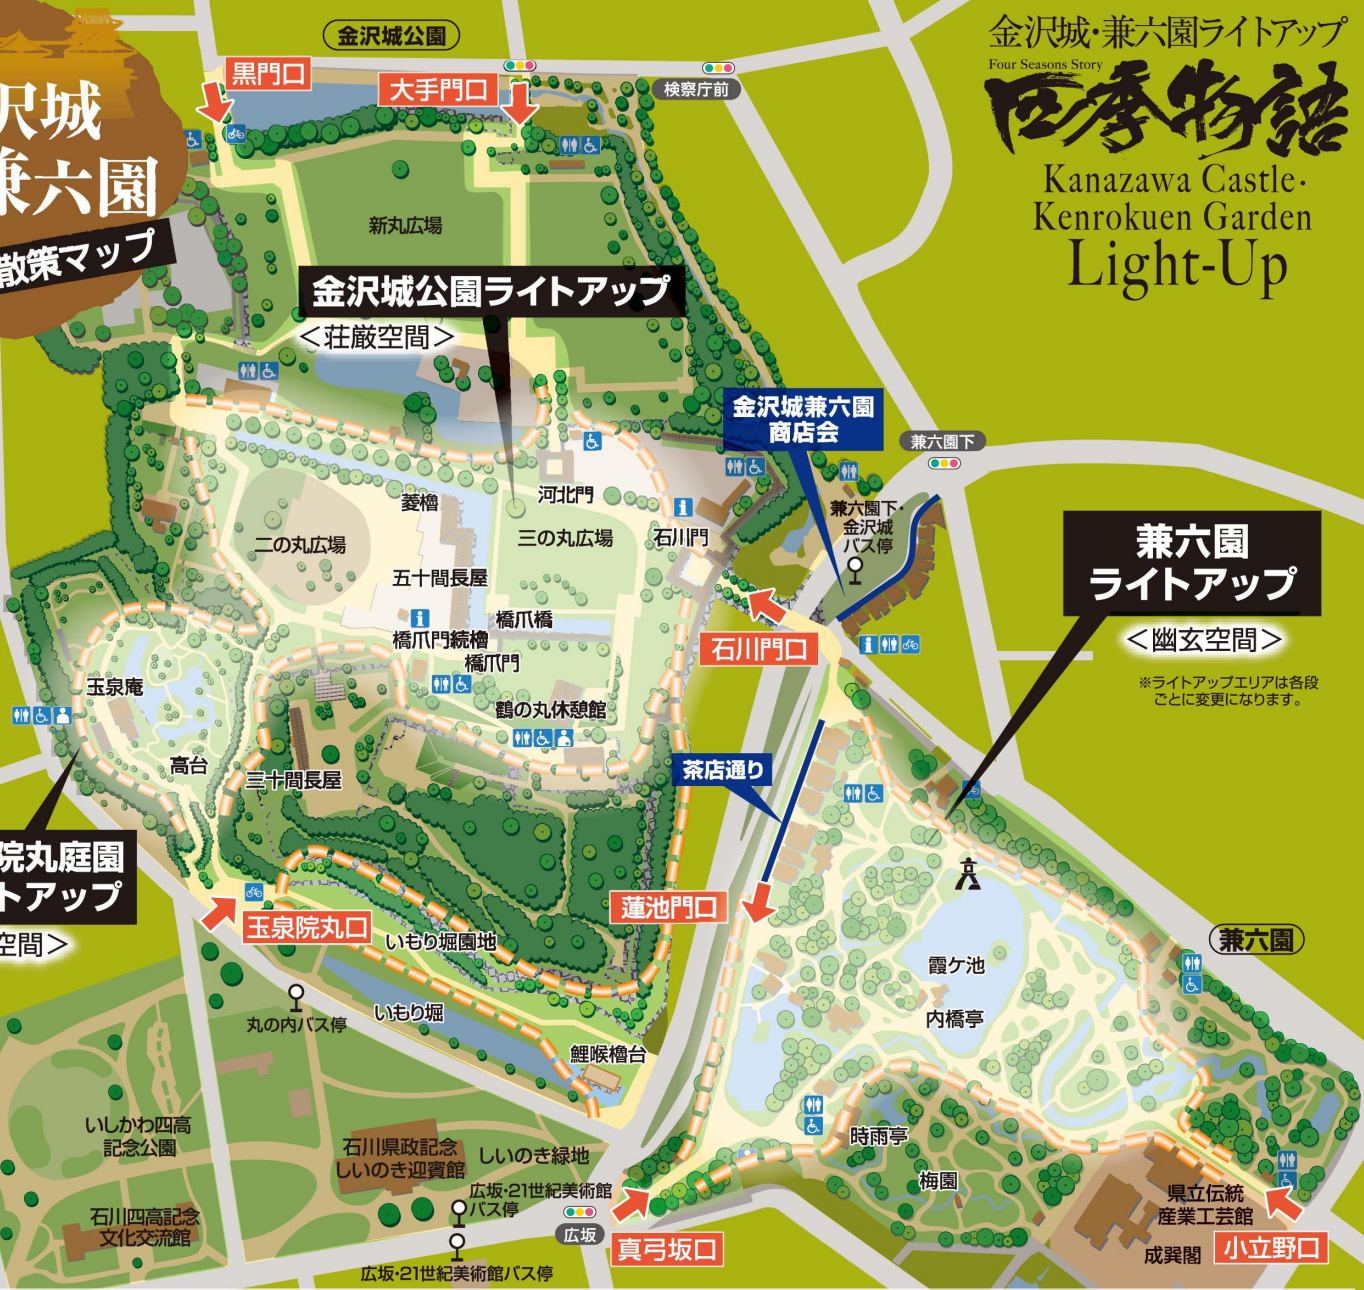 金沢城・兼六園ライトアップ
Four Seasons Story
四季物語
Kanazawa Castle・
Kenrokuen Garden
Light-Up
沢城
兼六園
散策マップ
金沢城公園
黒門口
大手門口
検察庁前
新丸広場
金沢城公園ライトアップ
＜荘厳空間＞
金沢城兼六園
商店会
兼六園下
河北門
菱櫓
二の丸広場
三の丸広場
石川門
兼六園下・
金沢城
バス停
五十間長屋
橋爪橋
橋爪門続櫓
橋爪門
石川門口
兼六園
ライトアップ
＜幽玄空間＞
※ライトアップエリアは各段
ごとに変更になります。
玉泉庵
鶴の丸休憩館
高台
三十間長屋
茶店通り
院丸庭園
トアップ
空間＞
玉泉院丸口
いもり堀園地
蓮池門口
兼六園
霞ケ池
内橋亭
丸の内バス停
いもり堀
鯉喉櫓台
いしかわ四高
記念公園
石川県政記念
しいのき迎賓館
しいのき緑地
時雨亭
梅園
石川四高記念
文化交流館
広坂・21世紀美術館
バス停
広坂
広坂・21世紀美術館バス停
真弓坂口
県立伝統
産業工芸館
成巽閣
小立野口